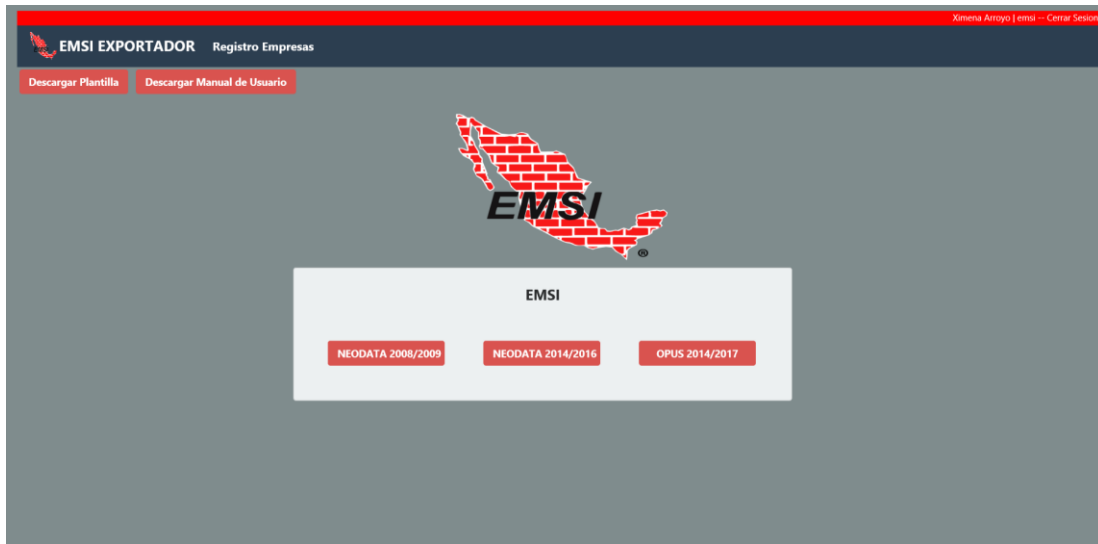 Ximena Arroyo | emsi -- Cerrar Sesion
EMSI EXPORTADOR Registro Empresas
Descargar Plantilla Descargar Manual de Usuario
EMSI
®
EMSI
NEODATA 2008/2009 NEODATA 2014/2016 OPUS 2014/2017